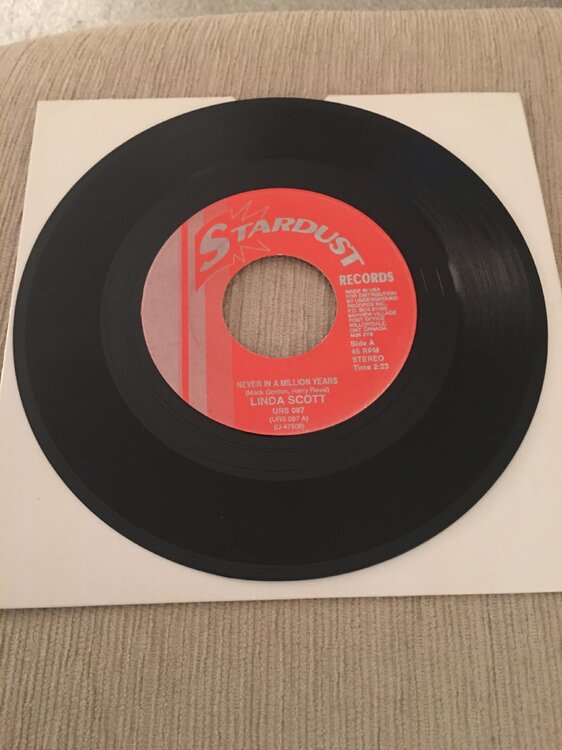 STARDUST
RECORDS
MADE IN USA
FOR DISTRIBUTION
BY UNDERGROUND
RECORDS INC.
P.O. BOX
BAYVIEW VILLAGE
POST OFFICE
WILLOWDALE,
ONT CANADA
Side A
45 RPM
STEREO
Time 2:23
NEVER IN A MILLION YEARS
(Mack Gordon, Harry Revel)
LINDA SCOTT
URS 087
(URS 087 A)
(U-47506)